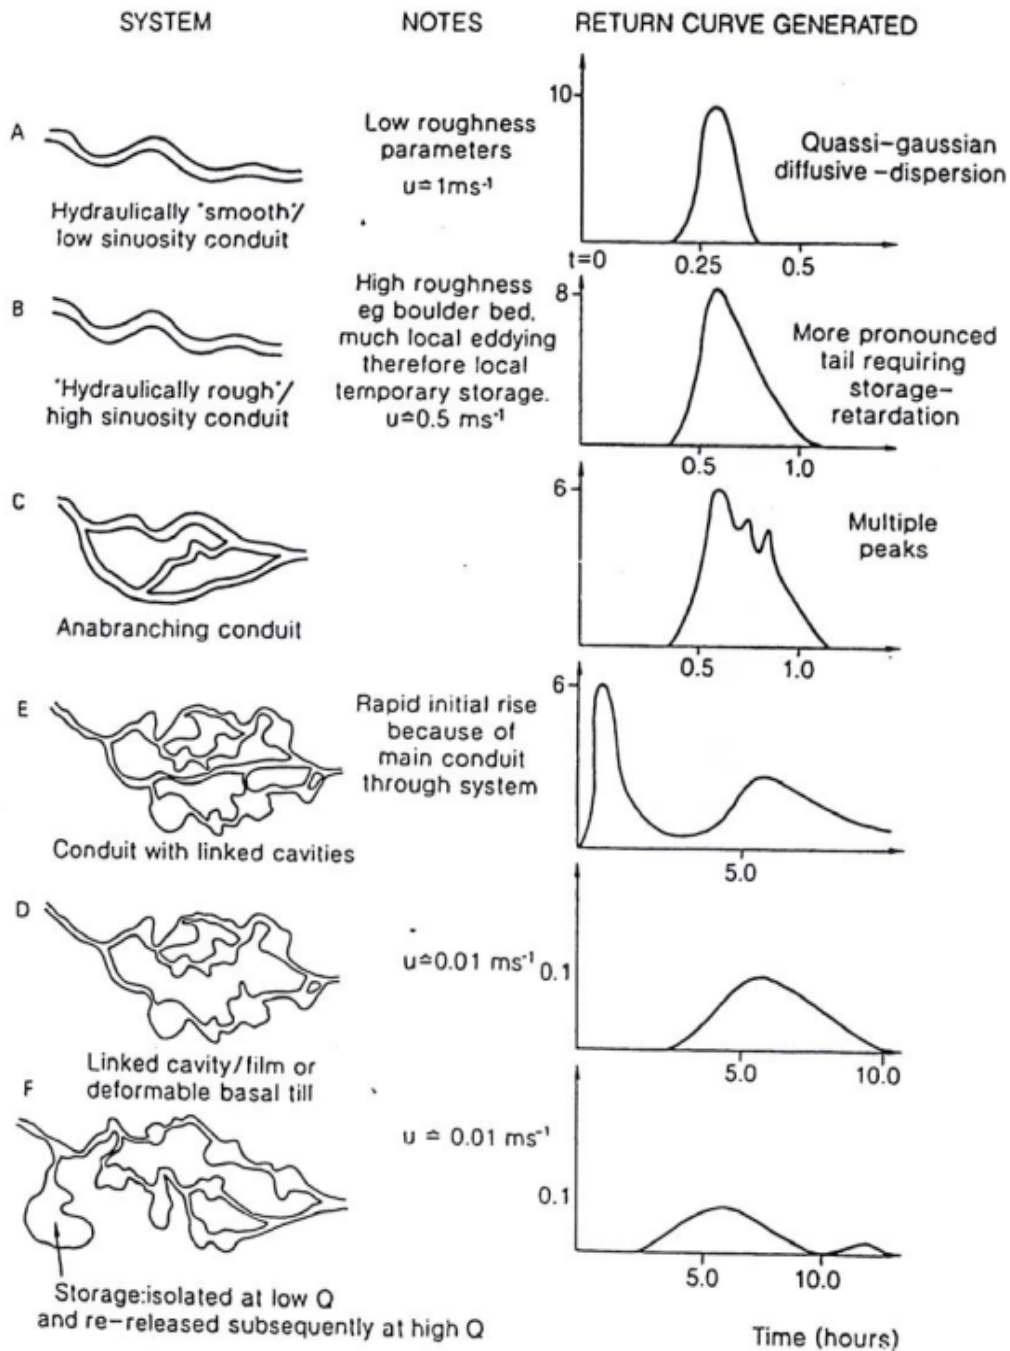 SYSTEM NOTES RETURN CURVE GENERATED
A
Hydraulically "smooth"/
low sinuosity conduit
Low roughness
parameters
u≏1ms⁻¹
10
t=0 0.25 0.5
Quassi-gaussian
diffusive-dispersion
B
"Hydraulically rough"/
high sinuosity conduit
High roughness
eg boulder bed,
much local eddying
therefore local
temporary storage.
u≏0.5 ms⁻¹
8
0.5 1.0
More pronounced
tail requiring
storage-
retardation
C
Anabranching conduit
6
0.5 1.0
Multiple
peaks
E
Conduit with linked cavities
Rapid initial rise
because of
main conduit
through system
6
5.0
D
Linked cavity/film or
deformable basal till
u≏0.01 ms⁻¹
0.1
5.0 10.0
F
Storage:isolated at low Q
and re-released subsequently at high Q
u ≏ 0.01 ms⁻¹
0.1
5.0 10.0
Time (hours)